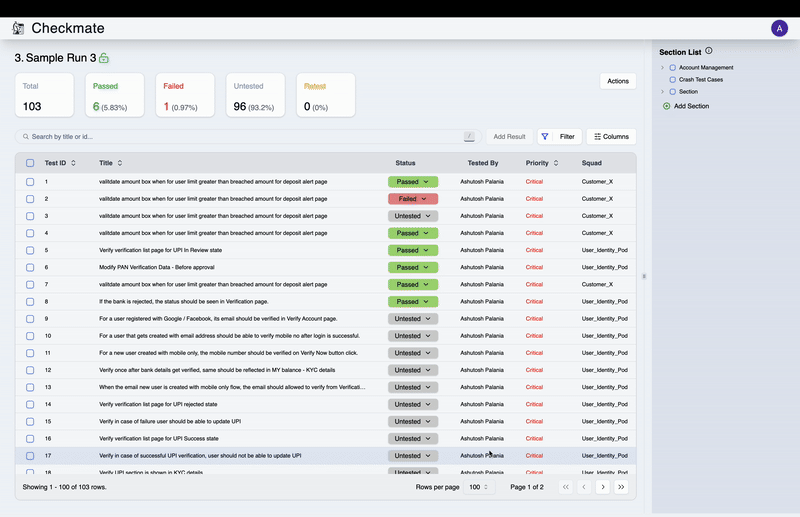 Checkmate
A
3. Sample Run 3
Total
103
Passed
6 (5.83%)
Failed
1 (0.97%)
Untested
96 (93.2%)
Retest
0 (0%)
Actions
Search by title or id...
/
Add Result
Filter
Columns
Test ID Title Status Tested By Priority Squad
1 valitdate amount box when for user limit greater than breached amount for deposit alert page Passed Ashutosh Palania Critical Customer_X
2 valitdate amount box when for user limit greater than breached amount for deposit alert page Failed Ashutosh Palania Critical Customer_X
3 valitdate amount box when for user limit greater than breached amount for deposit alert page Untested Ashutosh Palania Critical Customer_X
4 valitdate amount box when for user limit greater than breached amount for deposit alert page Passed Ashutosh Palania Critical Customer_X
5 Verify verification list page for UPI In Review state Passed Ashutosh Palania Critical User_Identity_Pod
6 Modify PAN Verification Data - Before approval Passed Ashutosh Palania Critical User_Identity_Pod
7 valitdate amount box when for user limit greater than breached amount for deposit alert page Passed Ashutosh Palania Critical Customer_X
8 If the bank is rejected, the status should be seen in Verification page. Passed Ashutosh Palania Critical User_Identity_Pod
9 For a user registered with Google / Facebook, its email should be verified in Verify Account page. Untested Ashutosh Palania Critical User_Identity_Pod
10 For a user that gets created with email address should be able to verify mobile no after login is successful. Untested Ashutosh Palania Critical User_Identity_Pod
11 For a new user created with mobile only, the mobile number should be verified on Verify Now button click. Untested Ashutosh Palania Critical User_Identity_Pod
12 Verify once after bank details get verified, same should be reflected in MY balance - KYC details Untested Ashutosh Palania Critical User_Identity_Pod
13 When the email new user is created with mobile only flow, the email should allowed to verify from Verificati... Untested Ashutosh Palania Critical User_Identity_Pod
14 Verify verification list page for UPI rejected state Untested Ashutosh Palania Critical User_Identity_Pod
15 Verify in case of failure user should be able to update UPI Untested Ashutosh Palania Critical User_Identity_Pod
16 Verify verification list page for UPI Success state Untested Ashutosh Palania Critical User_Identity_Pod
17 Verify in case of successful UPI verification, user should not be able to update UPI Untested Ashutosh Palania Critical User_Identity_Pod
18 Verify UPI section is shown in KYC details Untested Ashutosh Palania Critical User_Identity_Pod
Showing 1 - 100 of 103 rows.
Rows per page 100
Page 1 of 2
Section List
Account Management
Crash Test Cases
Section
Add Section